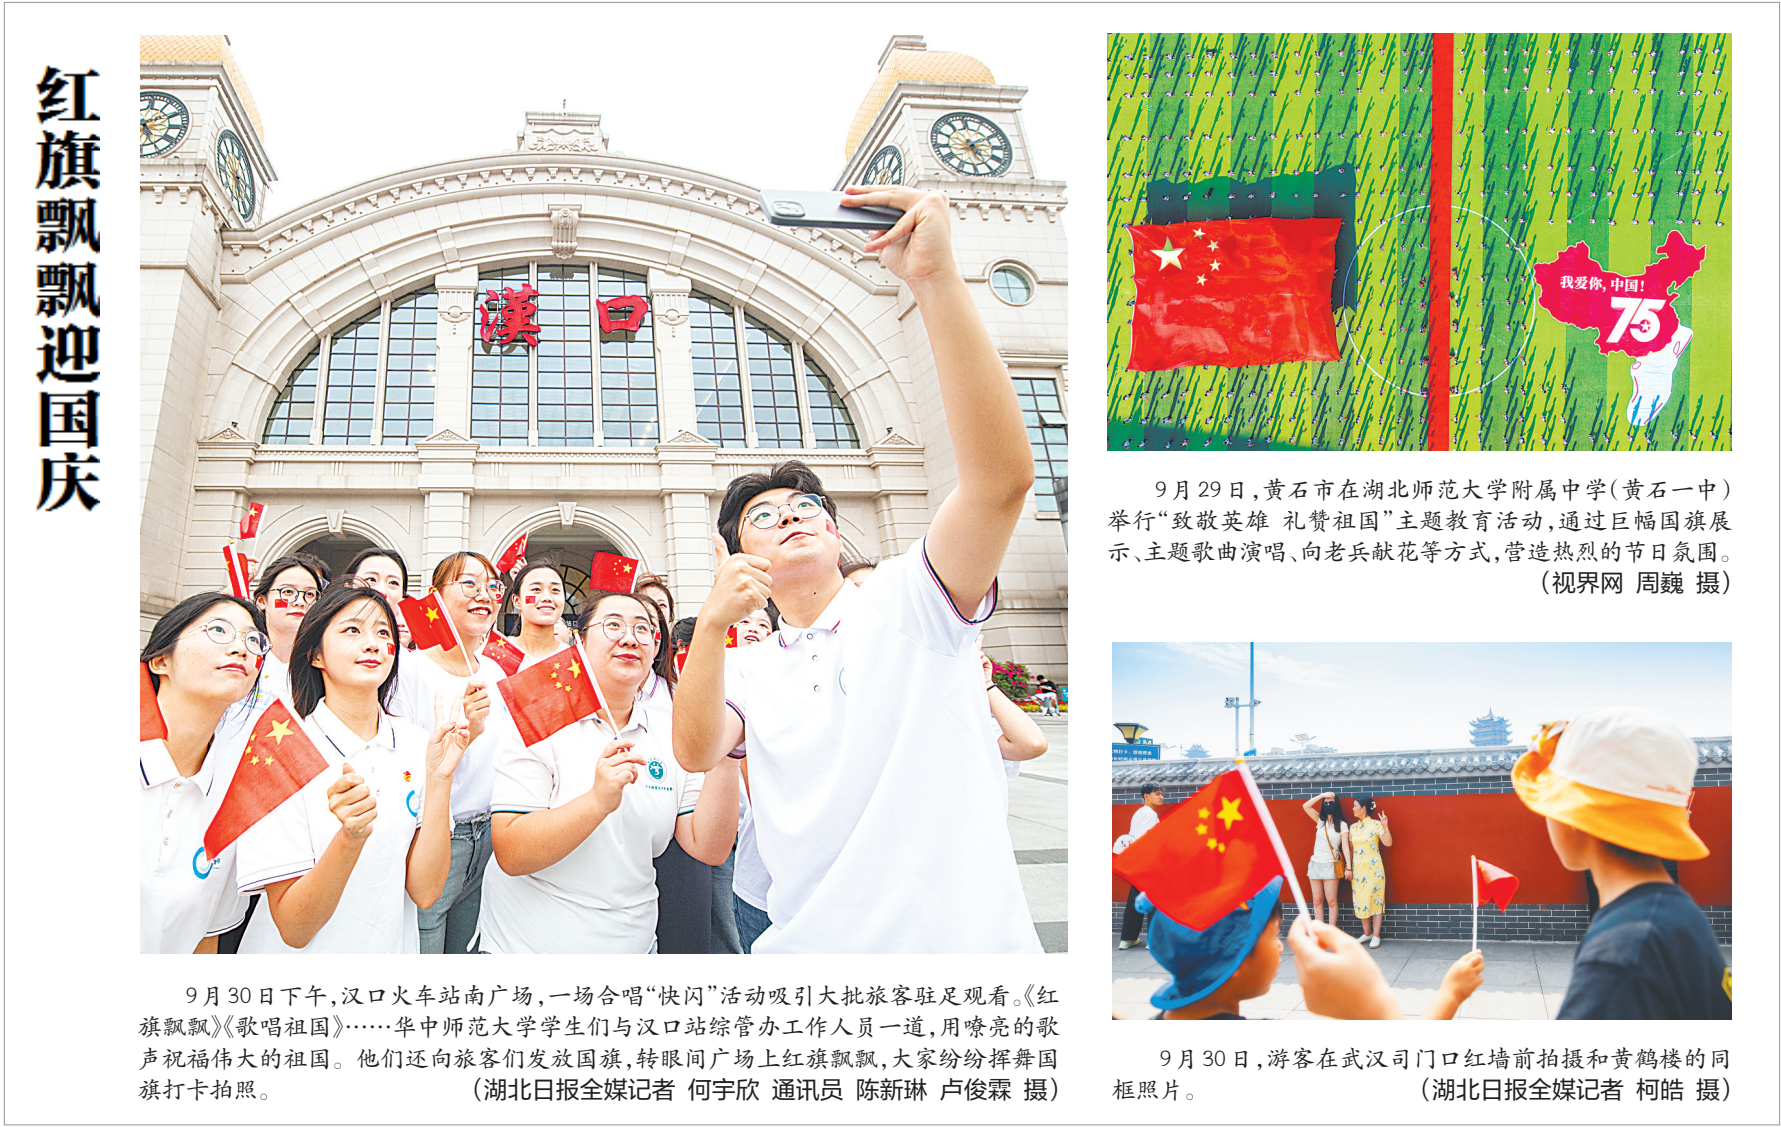 红旗飘飘迎国庆
漢口
9月30日下午,汉口火车站南广场,一场合唱“快闪”活动吸引大批旅客驻足观看。《红
旗飘飘》《歌唱祖国》……华中师范大学学生们与汉口站综管办工作人员一道,用嘹亮的歌
声祝福伟大的祖国。他们还向旅客们发放国旗,转眼间广场上红旗飘飘,大家纷纷挥舞国
旗打卡拍照。 (湖北日报全媒记者 何宇欣 通讯员 陈新琳 卢俊霖 摄)
我爱你,中国!
75
9月29日,黄石市在湖北师范大学附属中学(黄石一中)
举行“致敬英雄 礼赞祖国”主题教育活动,通过巨幅国旗展
示、主题歌曲演唱、向老兵献花等方式,营造热烈的节日氛围。
(视界网 周巍 摄)
9月30日,游客在武汉司门口红墙前拍摄和黄鹤楼的同
框照片。 (湖北日报全媒记者 柯皓 摄)